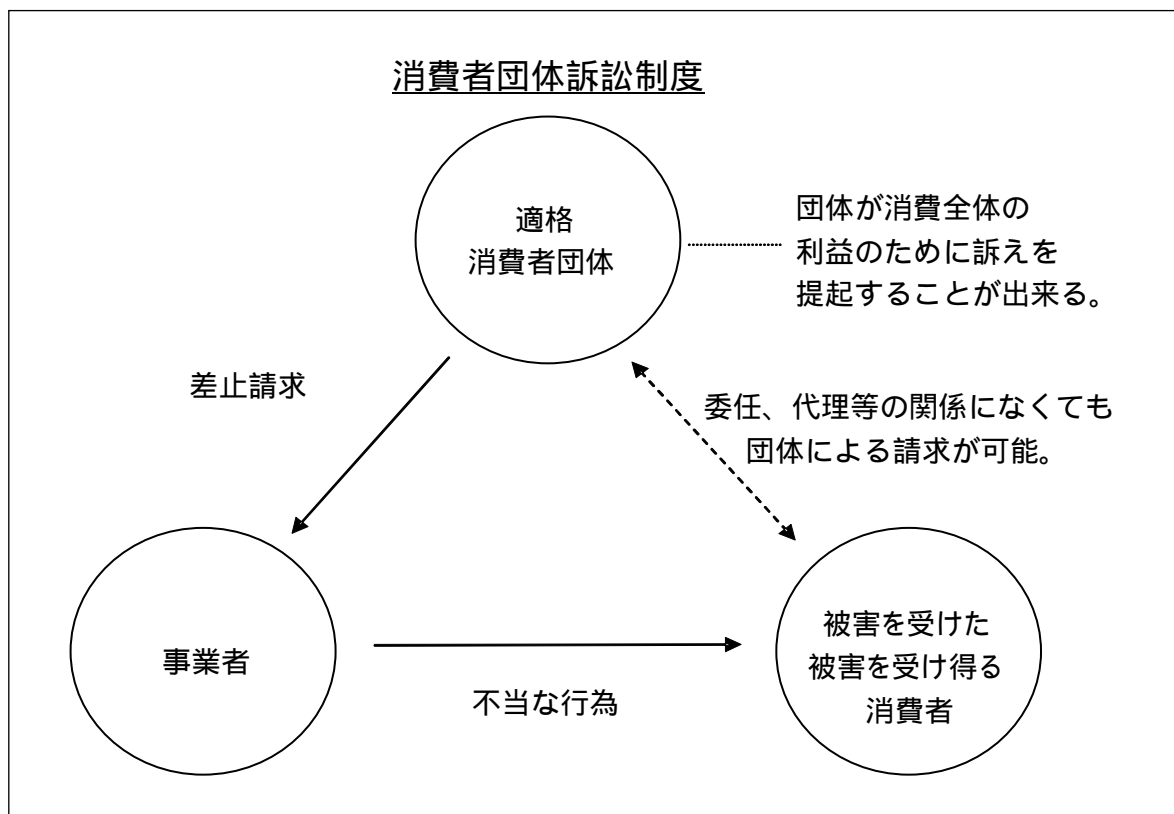 消費者団体訴訟制度
適格
消費者団体
団体が消費全体の
利益のために訴えを
提起することが出来る。
差止請求
委任、代理等の関係になくても
団体による請求が可能。
事業者
不当な行為
被害を受けた
被害を受け得る
消費者